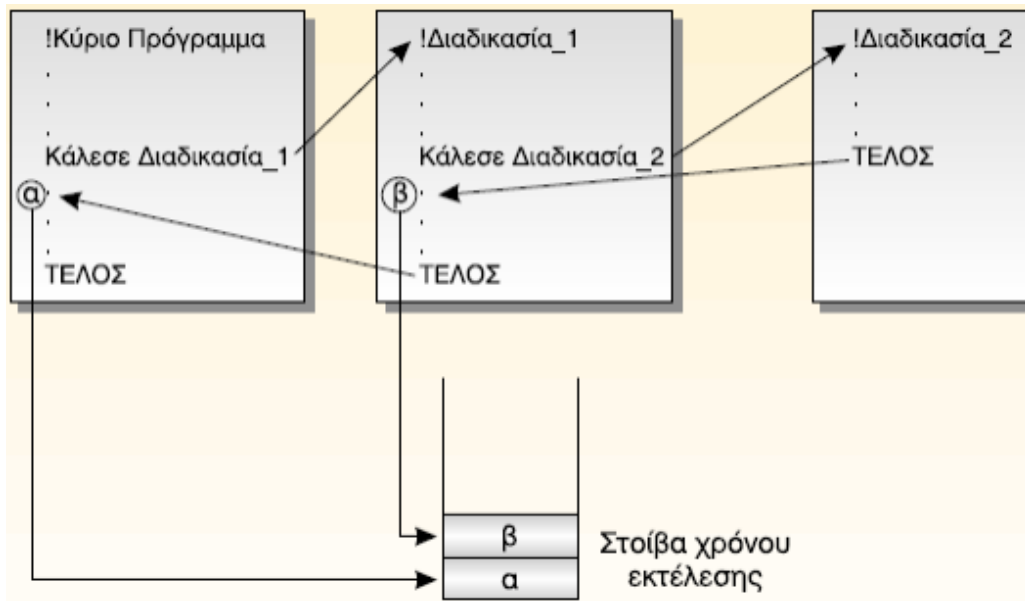 !Κύριο Πρόγραμμα
.
.
.
Κάλεσε Διαδικασία_1
α .
.
.
ΤΕΛΟΣ
!Διαδικασία_1
.
.
.
Κάλεσε Διαδικασία_2
β .
.
.
ΤΕΛΟΣ
!Διαδικασία_2
.
.
.
ΤΕΛΟΣ
β
α
Στοίβα χρόνου
εκτέλεσης